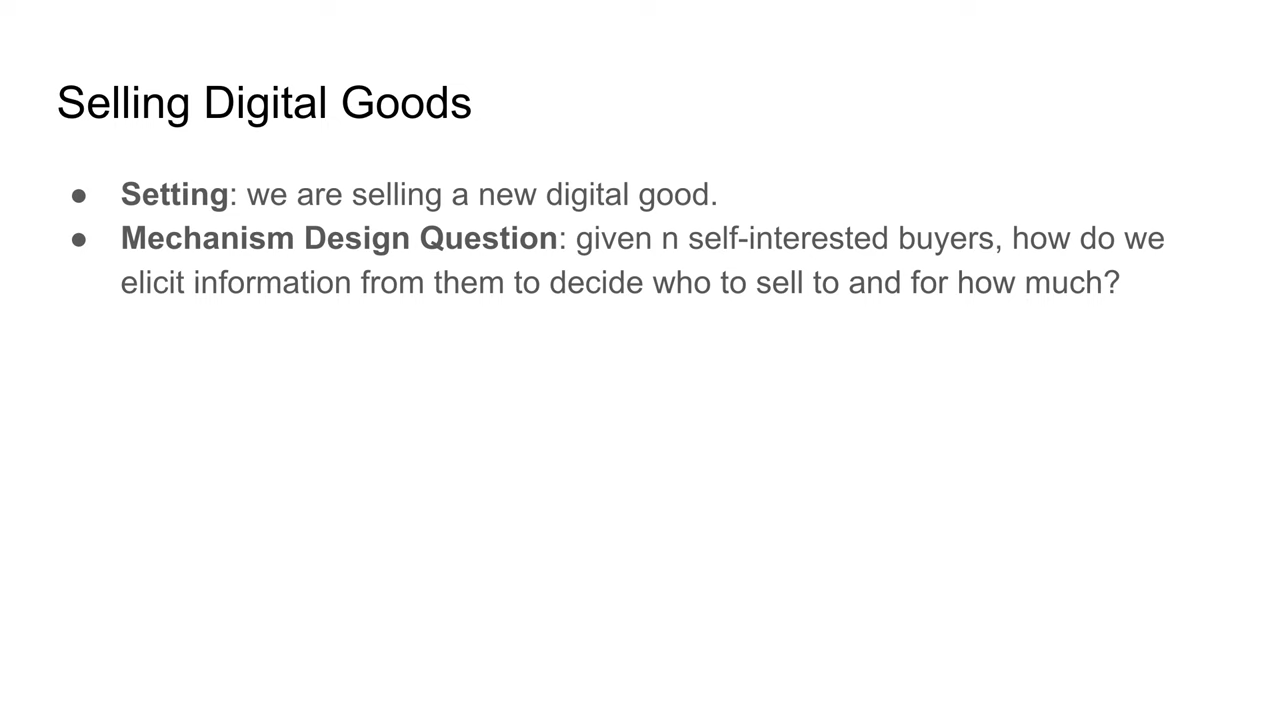 Selling Digital Goods
● Setting: we are selling a new digital good.
● Mechanism Design Question: given n self-interested buyers, how do we
elicit information from them to decide who to sell to and for how much?